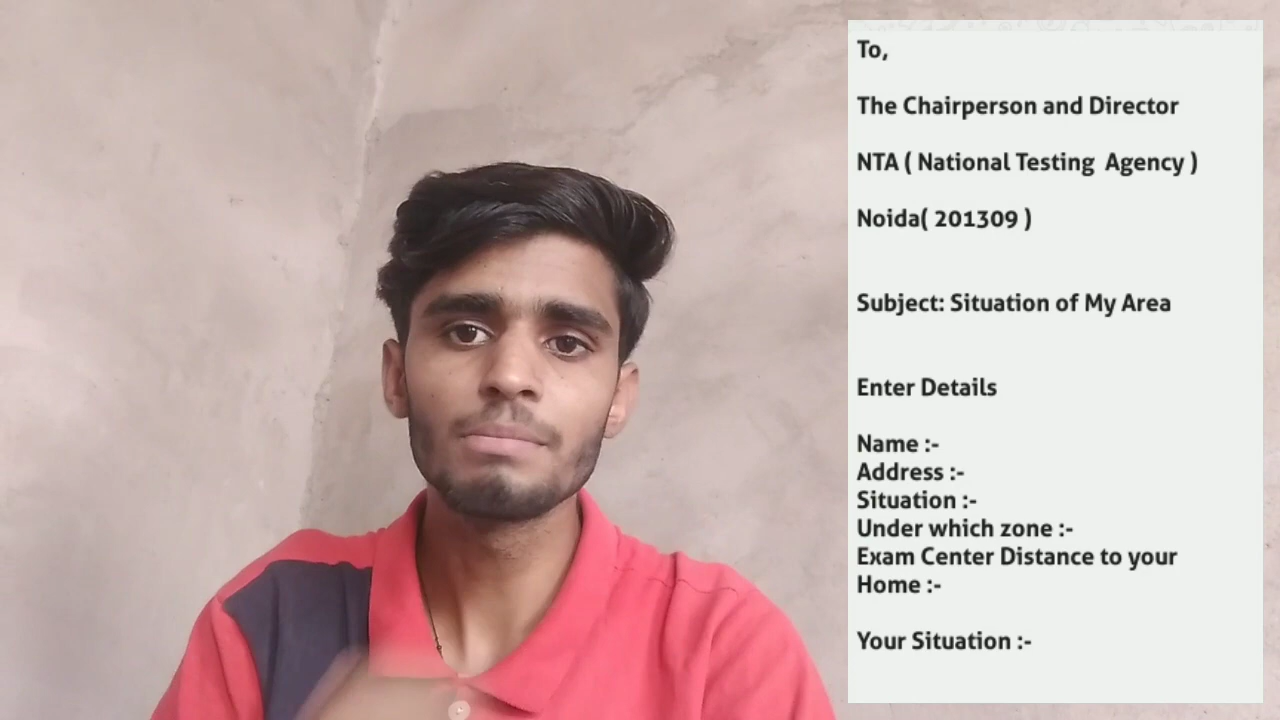 To,
The Chairperson and Director
NTA ( National Testing  Agency )
Noida( 201309 )
Subject: Situation of My Area
Enter Details
Name :-
Address :-
Situation :-
Under which zone :-
Exam Center Distance to your
Home :-
Your Situation :-